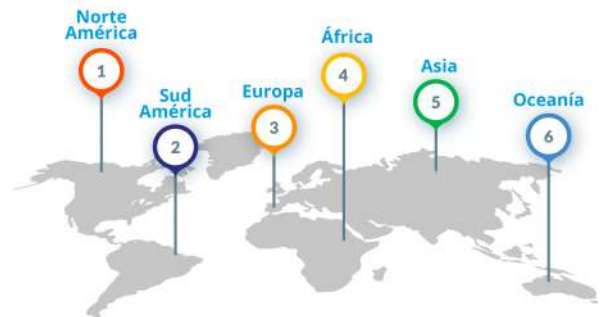 Norte
América
1
Sud
América
2
Europa
3
África
4
Asia
5
Oceanía
6